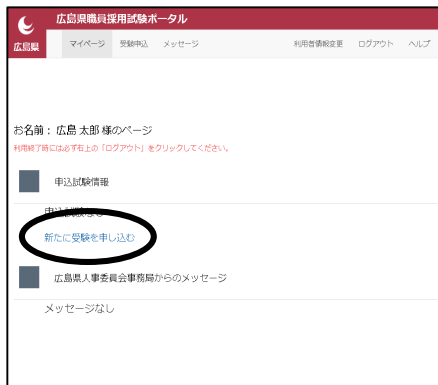 広島県職員採用試験ポータル
広島県
マイページ 受験申込 メッセージ 利用者情報変更 ログアウト ヘルプ
お名前： 広島 太郎 様のページ
利用終了時には必ず右上の「ログアウト」をクリックしてください。
申込試験情報
申込試験なし
新たに受験を申し込む
広島県人事委員会事務局からのメッセージ
メッセージなし